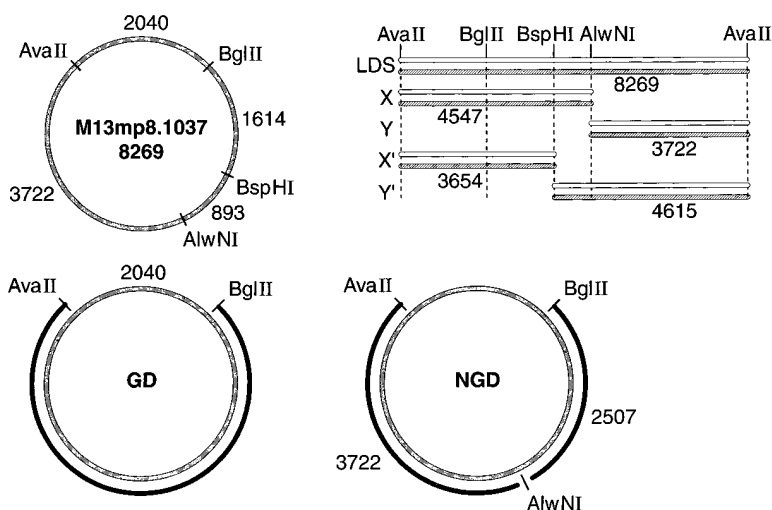 2040
AvaII
BglII
M13mp8.1037
8269
1614
3722
BspHI
893
AlwNI
AvaII BglII BspHI AlwNI AvaII
LDS
8269
X
4547
Y
3722
X'
3654
Y'
4615
2040
AvaII
BglII
GD
AvaII
BglII
NGD
2507
3722
AlwNI